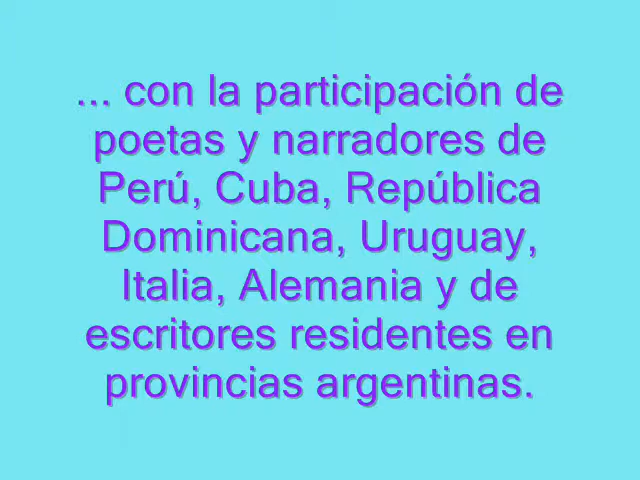 ... con la participación de
poetas y narradores de
Perú, Cuba, República
Dominicana, Uruguay,
Italia, Alemania y de
escritores residentes en
provincias argentinas.